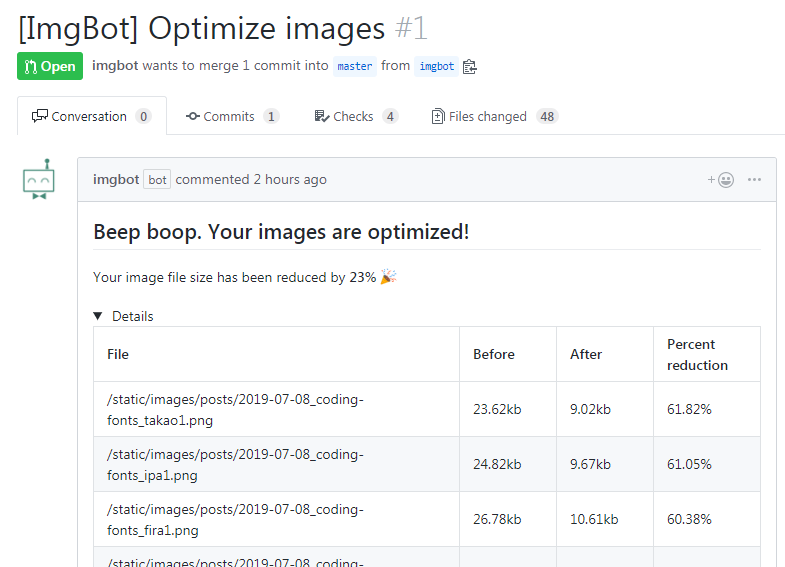 [ImgBot] Optimize images #1
Open imgbot wants to merge 1 commit into master from imgbot
Conversation 0 Commits 1 Checks 4 Files changed 48
imgbot bot commented 2 hours ago
Beep boop. Your images are optimized!
Your image file size has been reduced by 23% 🎉
▼ Details
File Before After Percent reduction
/static/images/posts/2019-07-08_coding-
fonts_takao1.png 23.62kb 9.02kb 61.82%
/static/images/posts/2019-07-08_coding-
fonts_ipa1.png 24.82kb 9.67kb 61.05%
/static/images/posts/2019-07-08_coding-
fonts_fira1.png 26.78kb 10.61kb 60.38%
/static/images/posts/2019-07-08_coding-